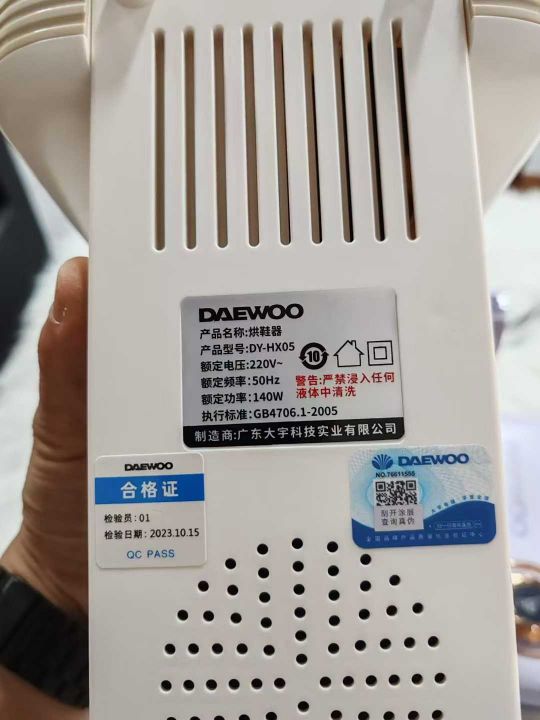 DAEWOO
产品名称:烘鞋器
产品型号:DY-HX05
额定电压:220V~
额定频率:50Hz
额定功率:140W
执行标准:GB4706.1-2005
10
警告:严禁浸入任何
液体中清洗
制造商:广东大宇科技实业有限公司
DAEWOO
合格证
检验员:01
检验日期:2023.10.15
QC PASS
DAEWOO
NO.76611555
刮开涂层
查询真伪